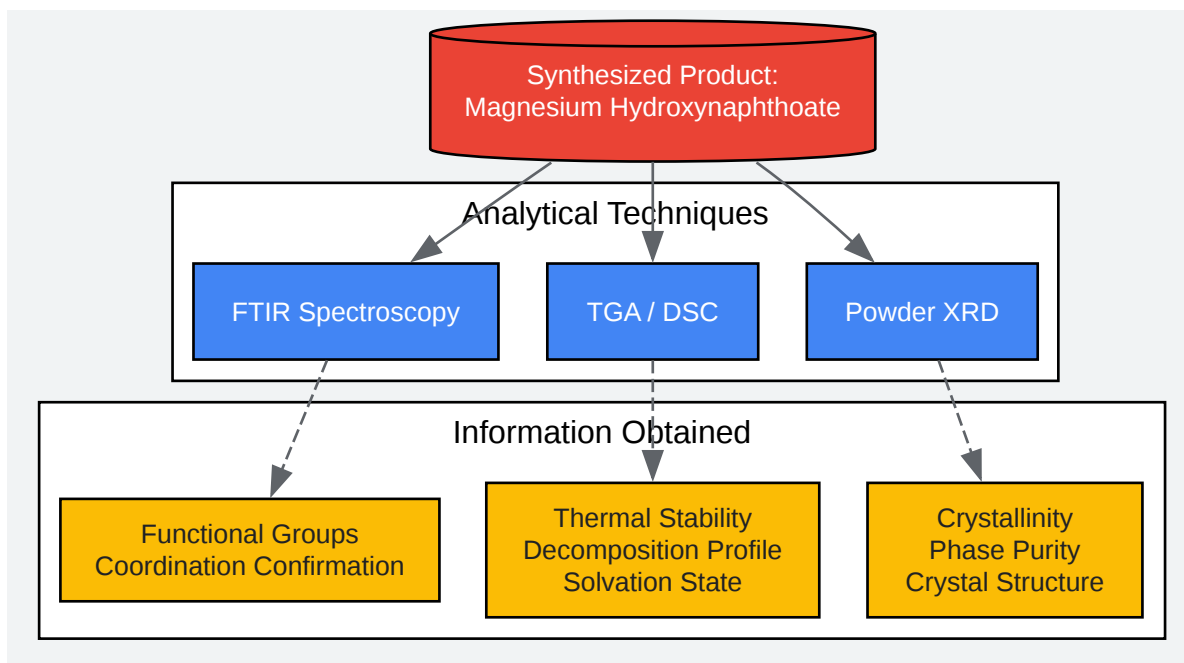 Synthesized Product:
Magnesium Hydroxynaphthoate
Analytical Techniques
FTIR Spectroscopy
TGA / DSC
Powder XRD
Information Obtained
Functional Groups
Coordination Confirmation
Thermal Stability
Decomposition Profile
Solvation State
Crystallinity
Phase Purity
Crystal Structure